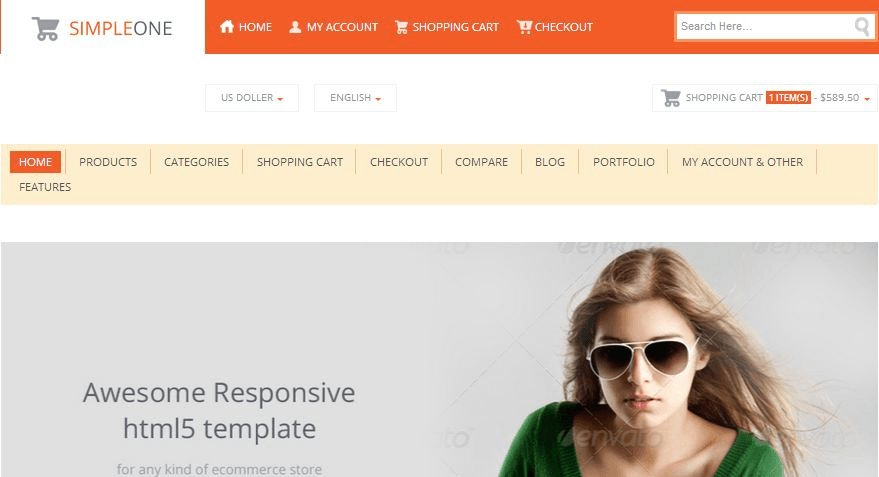 SIMPLEONE HOME MY ACCOUNT SHOPPING CART CHECKOUT Search Here...
US DOLLER ENGLISH SHOPPING CART 1 ITEM(S) - $589.50
HOME PRODUCTS CATEGORIES SHOPPING CART CHECKOUT COMPARE BLOG PORTFOLIO MY ACCOUNT & OTHER
FEATURES
envato envato
Awesome Responsive
html5 template
envato envato
for any kind of ecommerce store